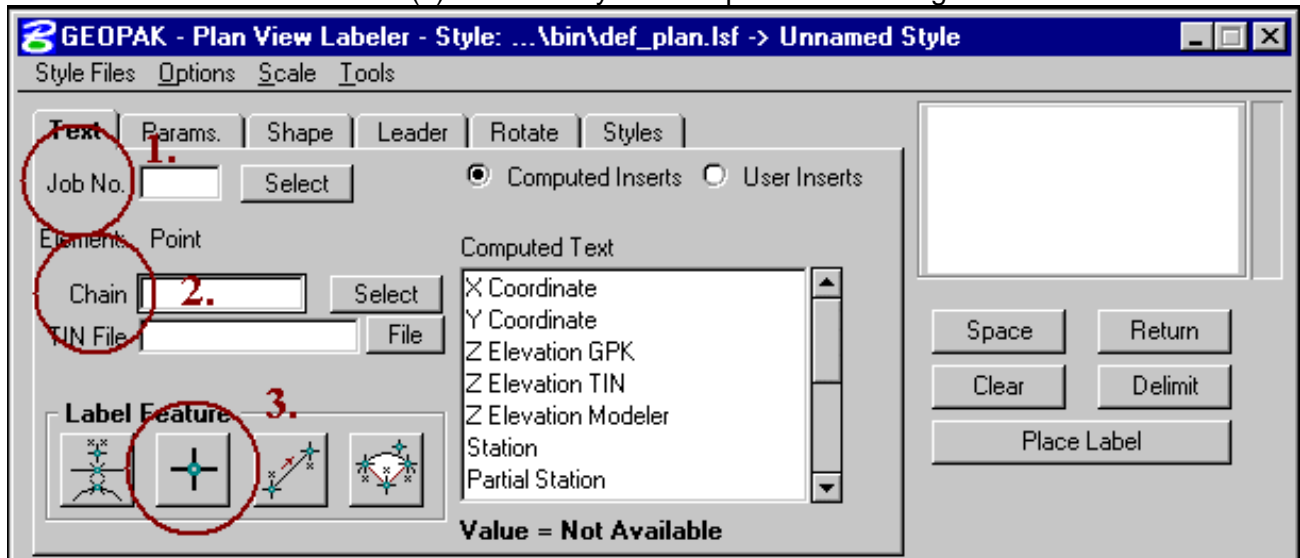 GEOPAK - Plan View Labeler - Style: ...\bin\def_plan.lsf -> Unnamed Style
Style Files Options Scale Tools
Text Params. Shape Leader Rotate Styles
1.
Job No. Select Computed Inserts User Inserts
Element: Point
Computed Text
Chain 2. Select
TIN File File
X Coordinate
Y Coordinate
Z Elevation GPK
Z Elevation TIN
Z Elevation Modeler
Station
Partial Station
Label Feature 3.
Value = Not Available
Space Return
Clear Delimit
Place Label